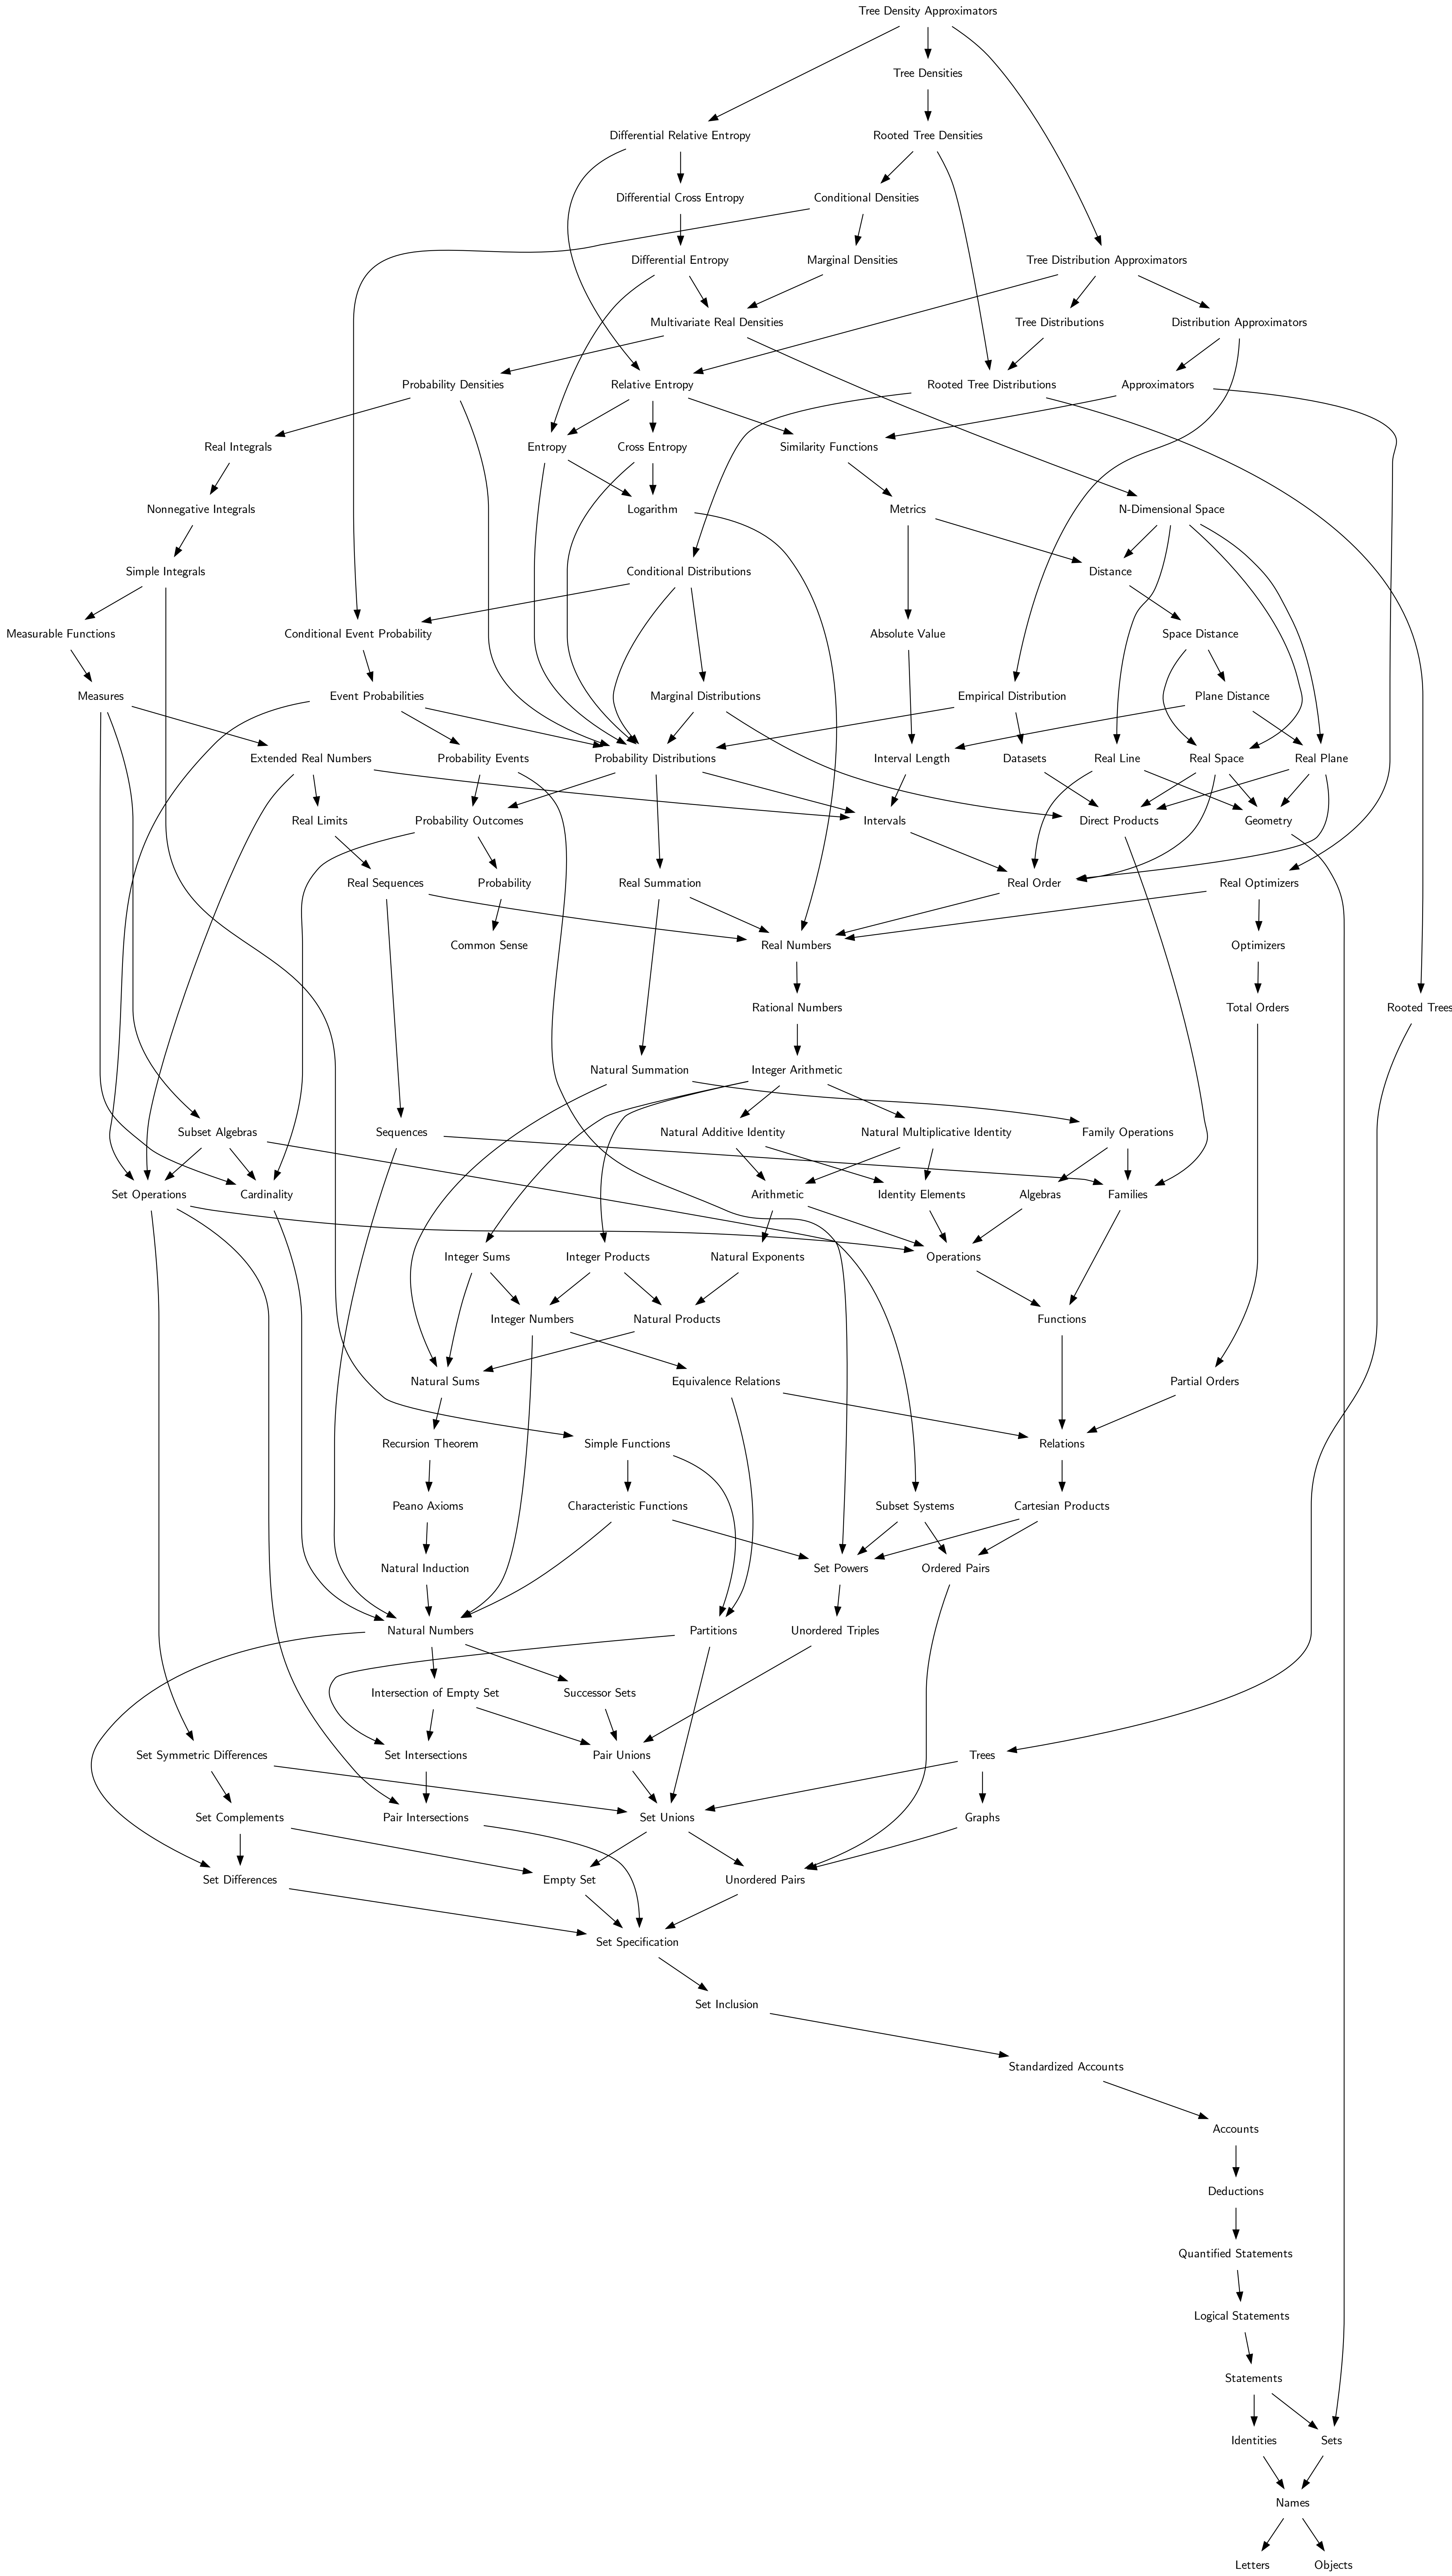 Tree Density Approximators
Tree Densities
Differential Relative Entropy
Rooted Tree Densities
Differential Cross Entropy
Conditional Densities
Differential Entropy
Marginal Densities
Tree Distribution Approximators
Multivariate Real Densities
Tree Distributions
Distribution Approximators
Probability Densities
Relative Entropy
Rooted Tree Distributions
Approximators
Real Integrals
Entropy
Cross Entropy
Similarity Functions
Nonnegative Integrals
Logarithm
Metrics
N-Dimensional Space
Simple Integrals
Conditional Distributions
Distance
Measurable Functions
Conditional Event Probability
Absolute Value
Space Distance
Measures
Event Probabilities
Marginal Distributions
Empirical Distribution
Plane Distance
Extended Real Numbers
Probability Events
Probability Distributions
Interval Length
Datasets
Real Line
Real Space
Real Plane
Real Limits
Probability Outcomes
Intervals
Direct Products
Geometry
Real Sequences
Probability
Real Summation
Real Order
Real Optimizers
Common Sense
Real Numbers
Optimizers
Rational Numbers
Total Orders
Rooted Trees
Natural Summation
Integer Arithmetic
Subset Algebras
Sequences
Natural Additive Identity
Natural Multiplicative Identity
Family Operations
Set Operations
Cardinality
Arithmetic
Identity Elements
Algebras
Families
Integer Sums
Integer Products
Natural Exponents
Operations
Integer Numbers
Natural Products
Functions
Natural Sums
Equivalence Relations
Partial Orders
Recursion Theorem
Simple Functions
Relations
Peano Axioms
Characteristic Functions
Subset Systems
Cartesian Products
Natural Induction
Set Powers
Ordered Pairs
Natural Numbers
Partitions
Unordered Triples
Intersection of Empty Set
Successor Sets
Set Symmetric Differences
Set Intersections
Pair Unions
Trees
Set Complements
Pair Intersections
Set Unions
Graphs
Set Differences
Empty Set
Unordered Pairs
Set Specification
Set Inclusion
Standardized Accounts
Accounts
Deductions
Quantified Statements
Logical Statements
Statements
Identities
Sets
Names
Letters
Objects